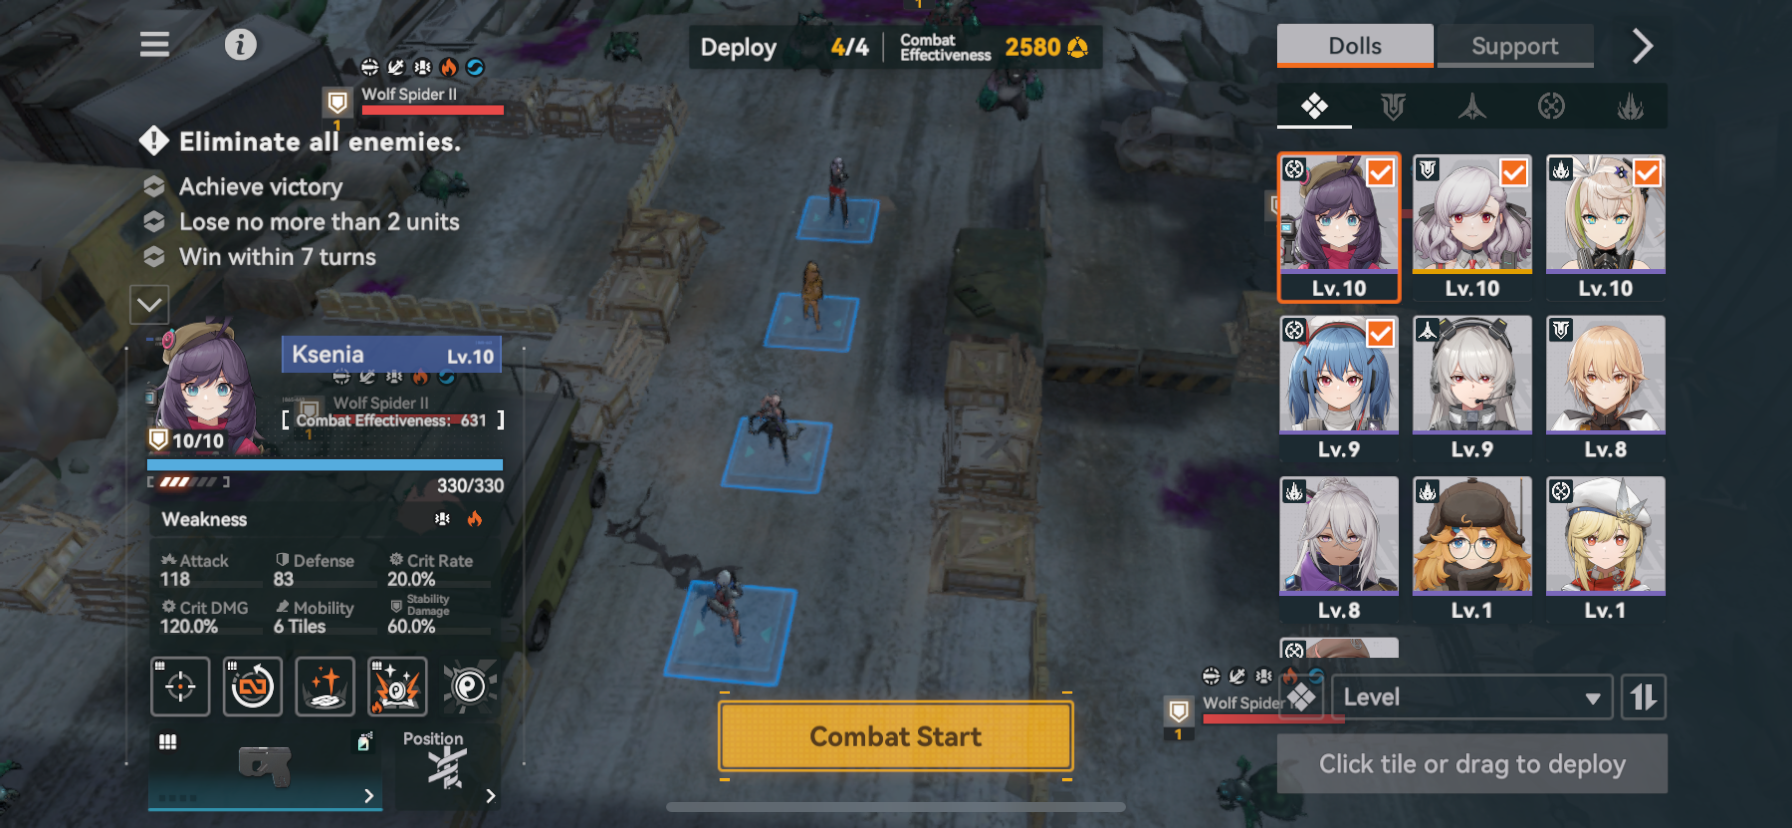 Deploy 4/4
Combat Effectiveness 2580
1
Dolls
Support
Wolf Spider II
1
Eliminate all enemies.
Achieve victory
Lose no more than 2 units
Win within 7 turns
Ksenia Lv.10
Wolf Spider II
1
[ Combat Effectiveness: 631 ]
10/10
330/330
Weakness
Attack
118
Defense
83
Crit Rate
20.0%
Crit DMG
120.0%
Mobility
6 Tiles
Stability Damage
60.0%
Position
Combat Start
Lv.10
Lv.10
Lv.10
Lv.9
Lv.9
Lv.8
Lv.8
Lv.1
Lv.1
Wolf Spider
1
Level
Click tile or drag to deploy